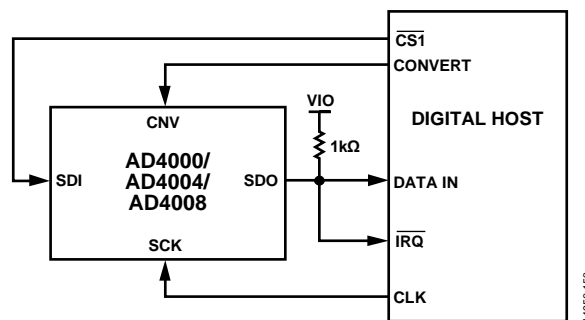 CS1
CONVERT
CNV
VIO
DIGITAL HOST
1kΩ
AD4000/
AD4004/
AD4008
SDI
SDO
DATA IN
SCK
IRQ
CLK